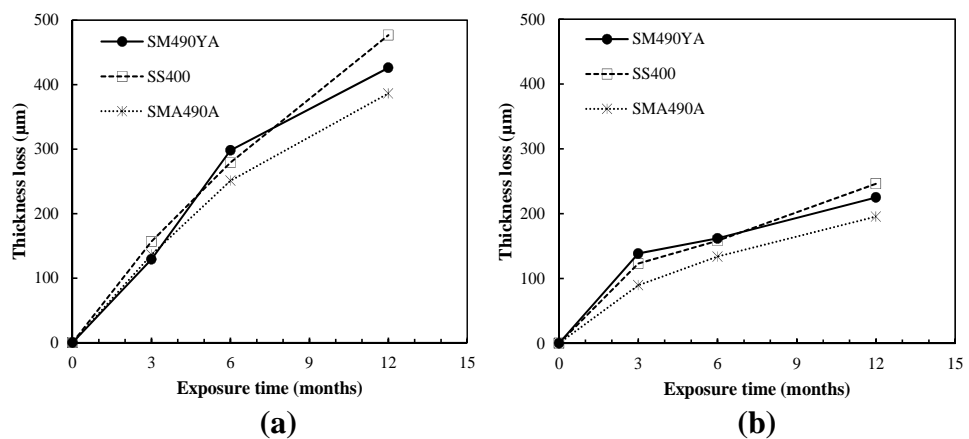 500
400
300
200
100
0
Thickness loss (µm)
SM490YA
SS400
SMA490A
0 3 6 9 12 15
Exposure time (months)
(a)
500
400
300
200
100
0
Thickness loss (µm)
SM490YA
SS400
SMA490A
0 3 6 9 12 15
Exposure time (months)
(b)